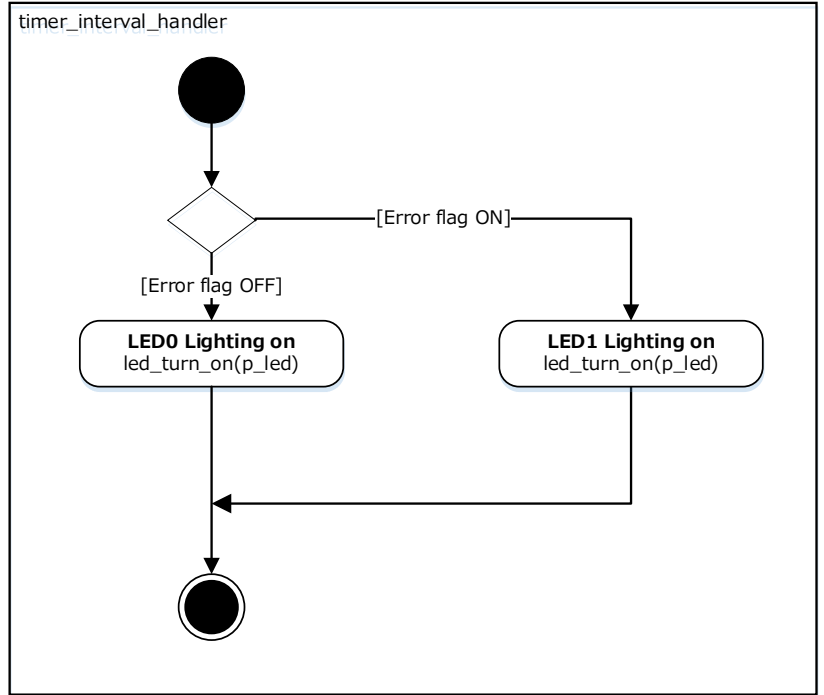 timer_interval_handler
[Error flag ON]
[Error flag OFF]
LED0 Lighting on
led_turn_on(p_led)
LED1 Lighting on
led_turn_on(p_led)